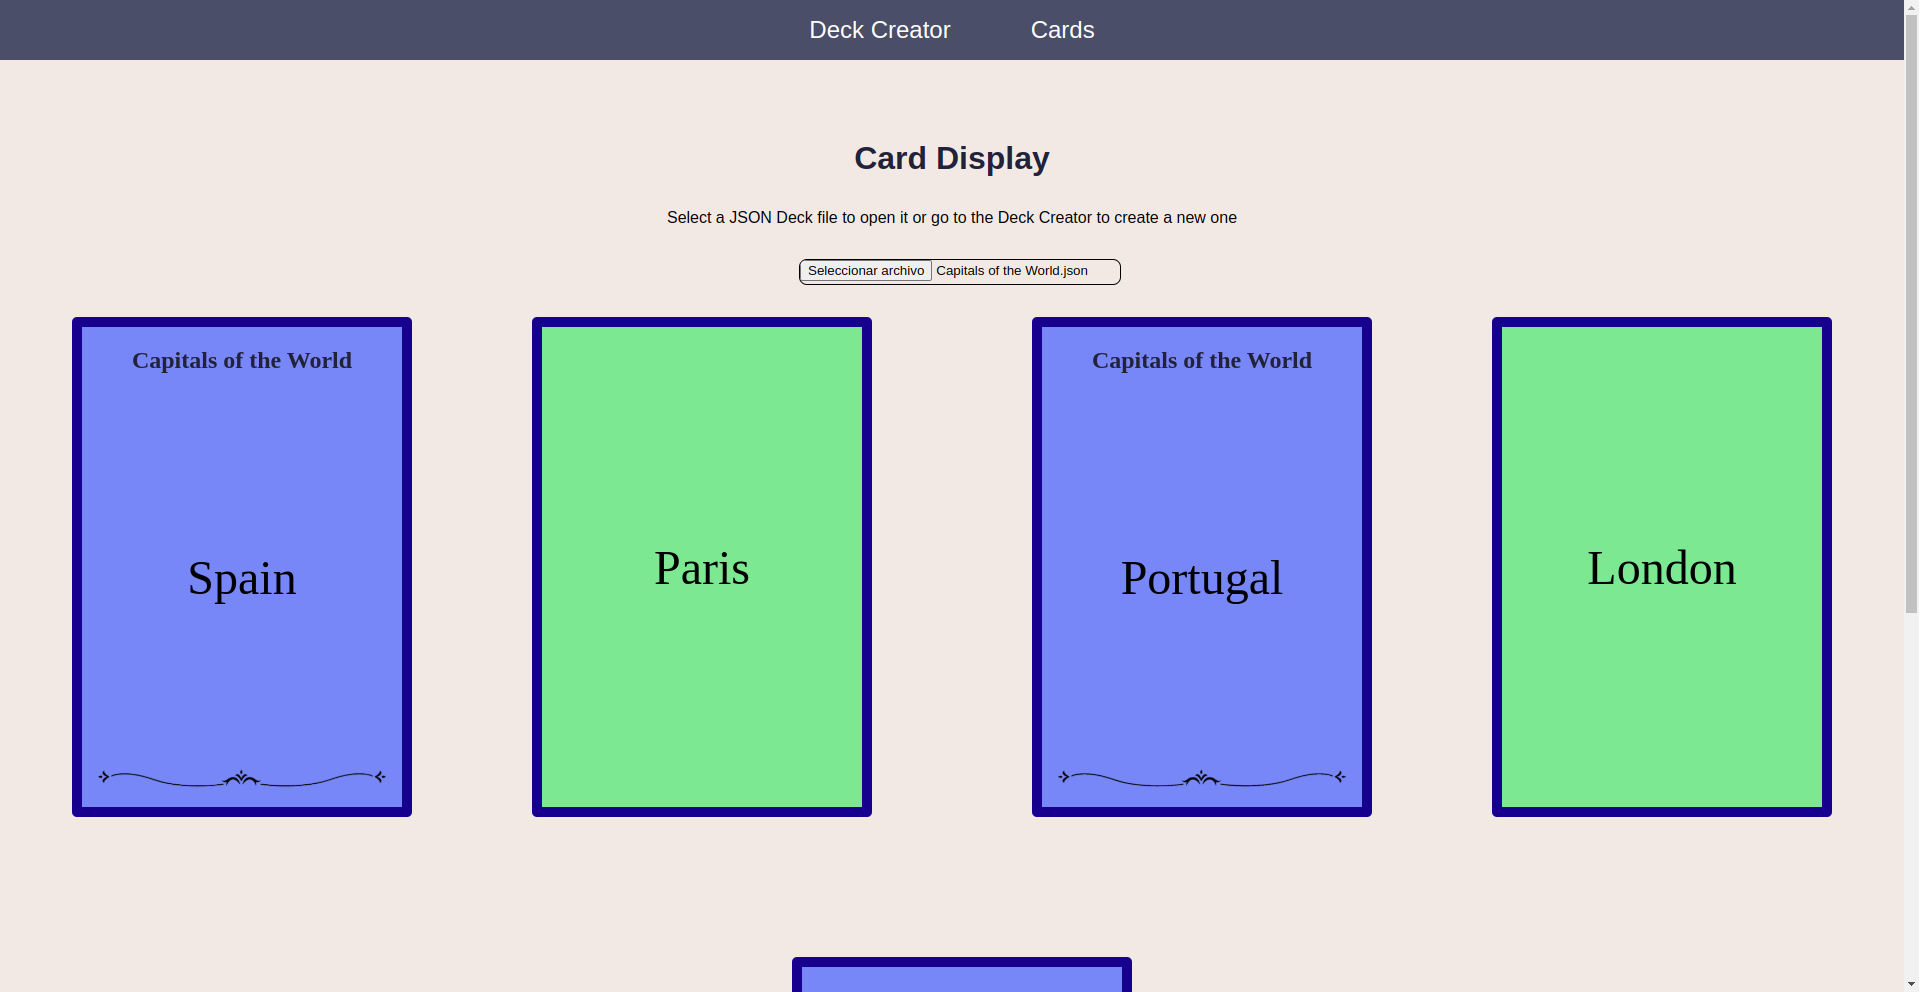 Deck Creator Cards
Card Display
Select a JSON Deck file to open it or go to the Deck Creator to create a new one
Seleccionar archivo Capitals of the World.json
Capitals of the World
Spain
Paris
Capitals of the World
Portugal
London